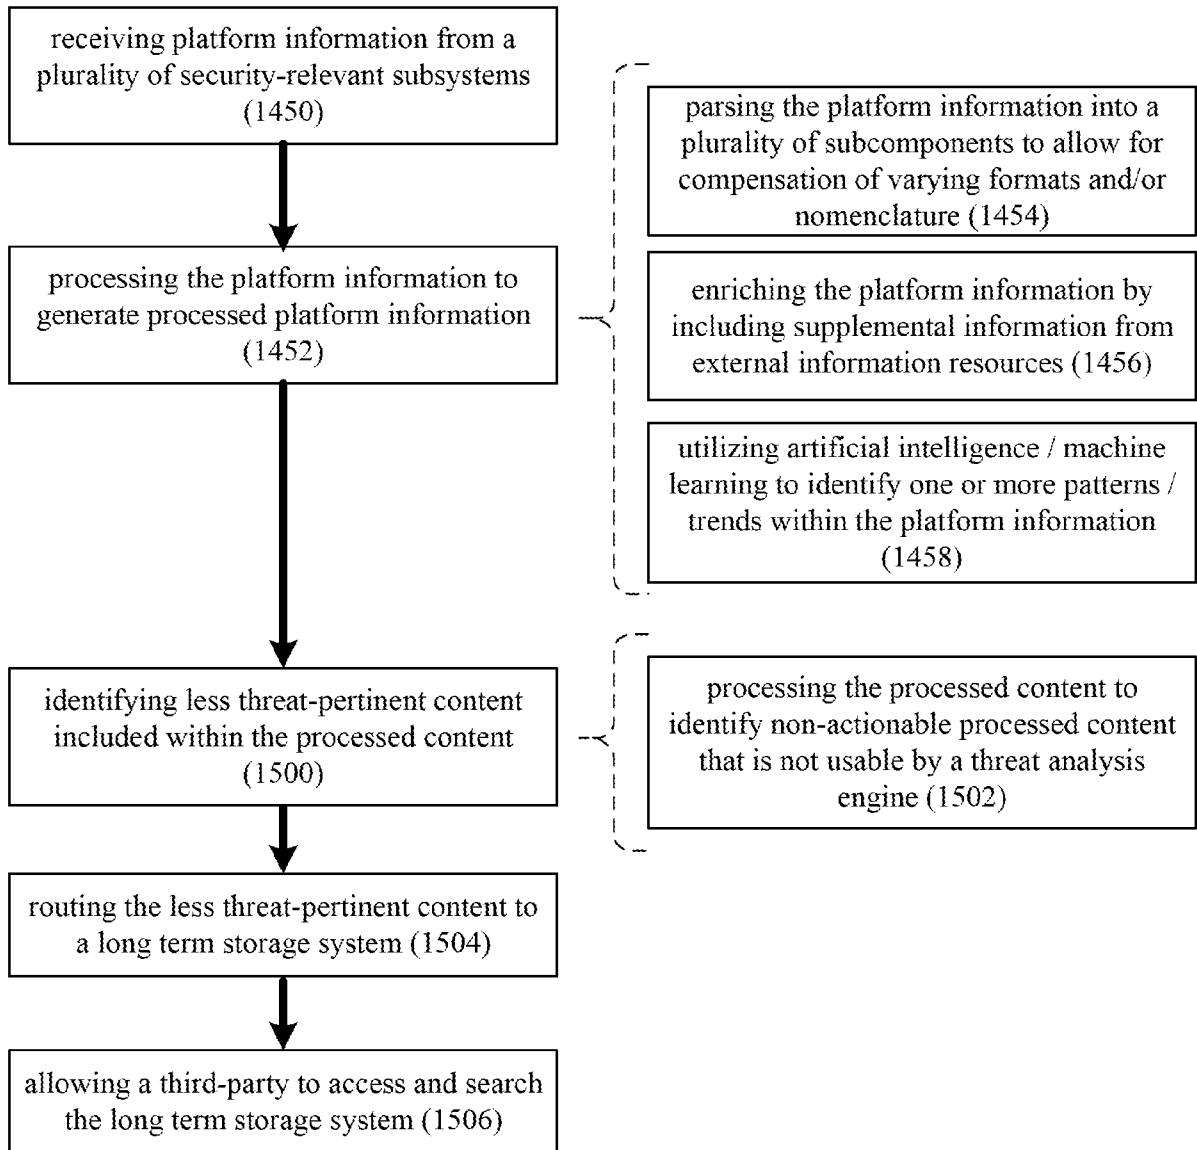 receiving platform information from a
plurality of security-relevant subsystems
(1450)
processing the platform information to
generate processed platform information
(1452)
parsing the platform information into a
plurality of subcomponents to allow for
compensation of varying formats and/or
nomenclature (1454)
enriching the platform information by
including supplemental information from
external information resources (1456)
utilizing artificial intelligence / machine
learning to identify one or more patterns /
trends within the platform information
(1458)
identifying less threat-pertinent content
included within the processed content
(1500)
processing the processed content to
identify non-actionable processed content
that is not usable by a threat analysis
engine (1502)
routing the less threat-pertinent content to
a long term storage system (1504)
allowing a third-party to access and search
the long term storage system (1506)